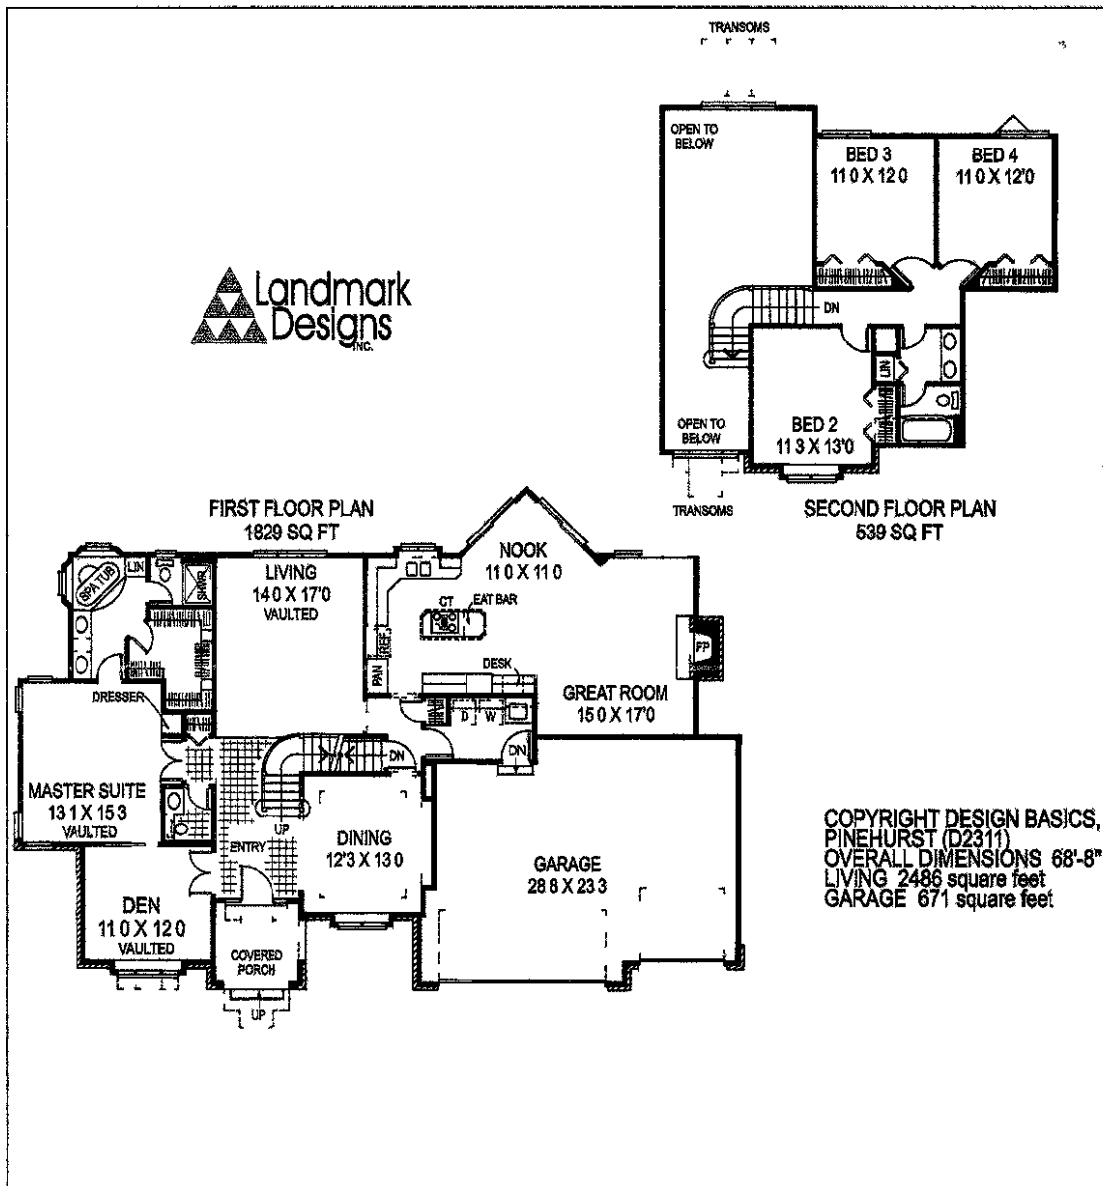 TRANSOMS
OPEN TO
BELOW
BED 3
11 0 X 12 0
BED 4
11 0 X 12'0
DN
LIN
BED 2
11 3 X 13'0
OPEN TO
BELOW
TRANSOMS
SECOND FLOOR PLAN
539 SQ FT
Landmark
Designs
INC.
FIRST FLOOR PLAN
1829 SQ FT
NOOK
11 0 X 11 0
LIVING
14 0 X 17'0
VAULTED
SPA TUB
LIN
SHWR
CT
EAT BAR
REF
PAN
DESK
FP
GREAT ROOM
15 0 X 17'0
DRESSER
D
W
DN
DN
MASTER SUITE
13 1 X 15 3
VAULTED
UP
ENTRY
DINING
12'3 X 13 0
GARAGE
28 8 X 23 3
DEN
11 0 X 12 0
VAULTED
COVERED
PORCH
UP
COPYRIGHT DESIGN BASICS,
PINEHURST (D2311)
OVERALL DIMENSIONS 68'-8"
LIVING 2486 square feet
GARAGE 671 square feet